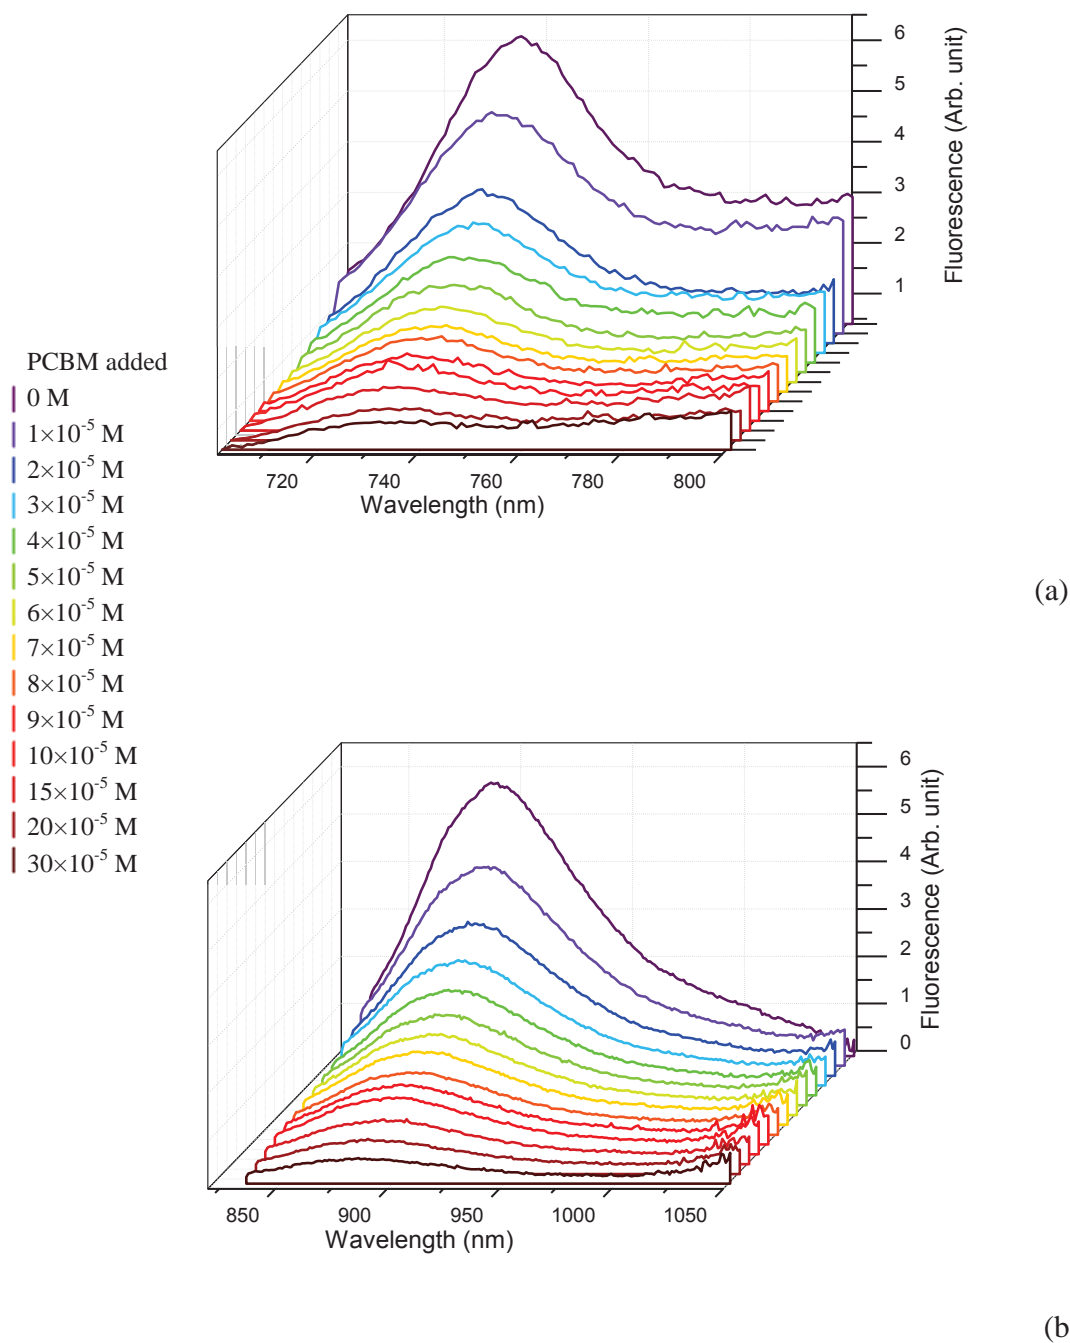 6
5
4
3
2
1
Fluorescence (Arb. unit)
720 740 760 780 800
Wavelength (nm)
(a)
PCBM added
0 M
1×10⁻⁵ M
2×10⁻⁵ M
3×10⁻⁵ M
4×10⁻⁵ M
5×10⁻⁵ M
6×10⁻⁵ M
7×10⁻⁵ M
8×10⁻⁵ M
9×10⁻⁵ M
10×10⁻⁵ M
15×10⁻⁵ M
20×10⁻⁵ M
30×10⁻⁵ M
6
5
4
3
2
1
0
Fluorescence (Arb. unit)
850 900 950 1000 1050
Wavelength (nm)
(b